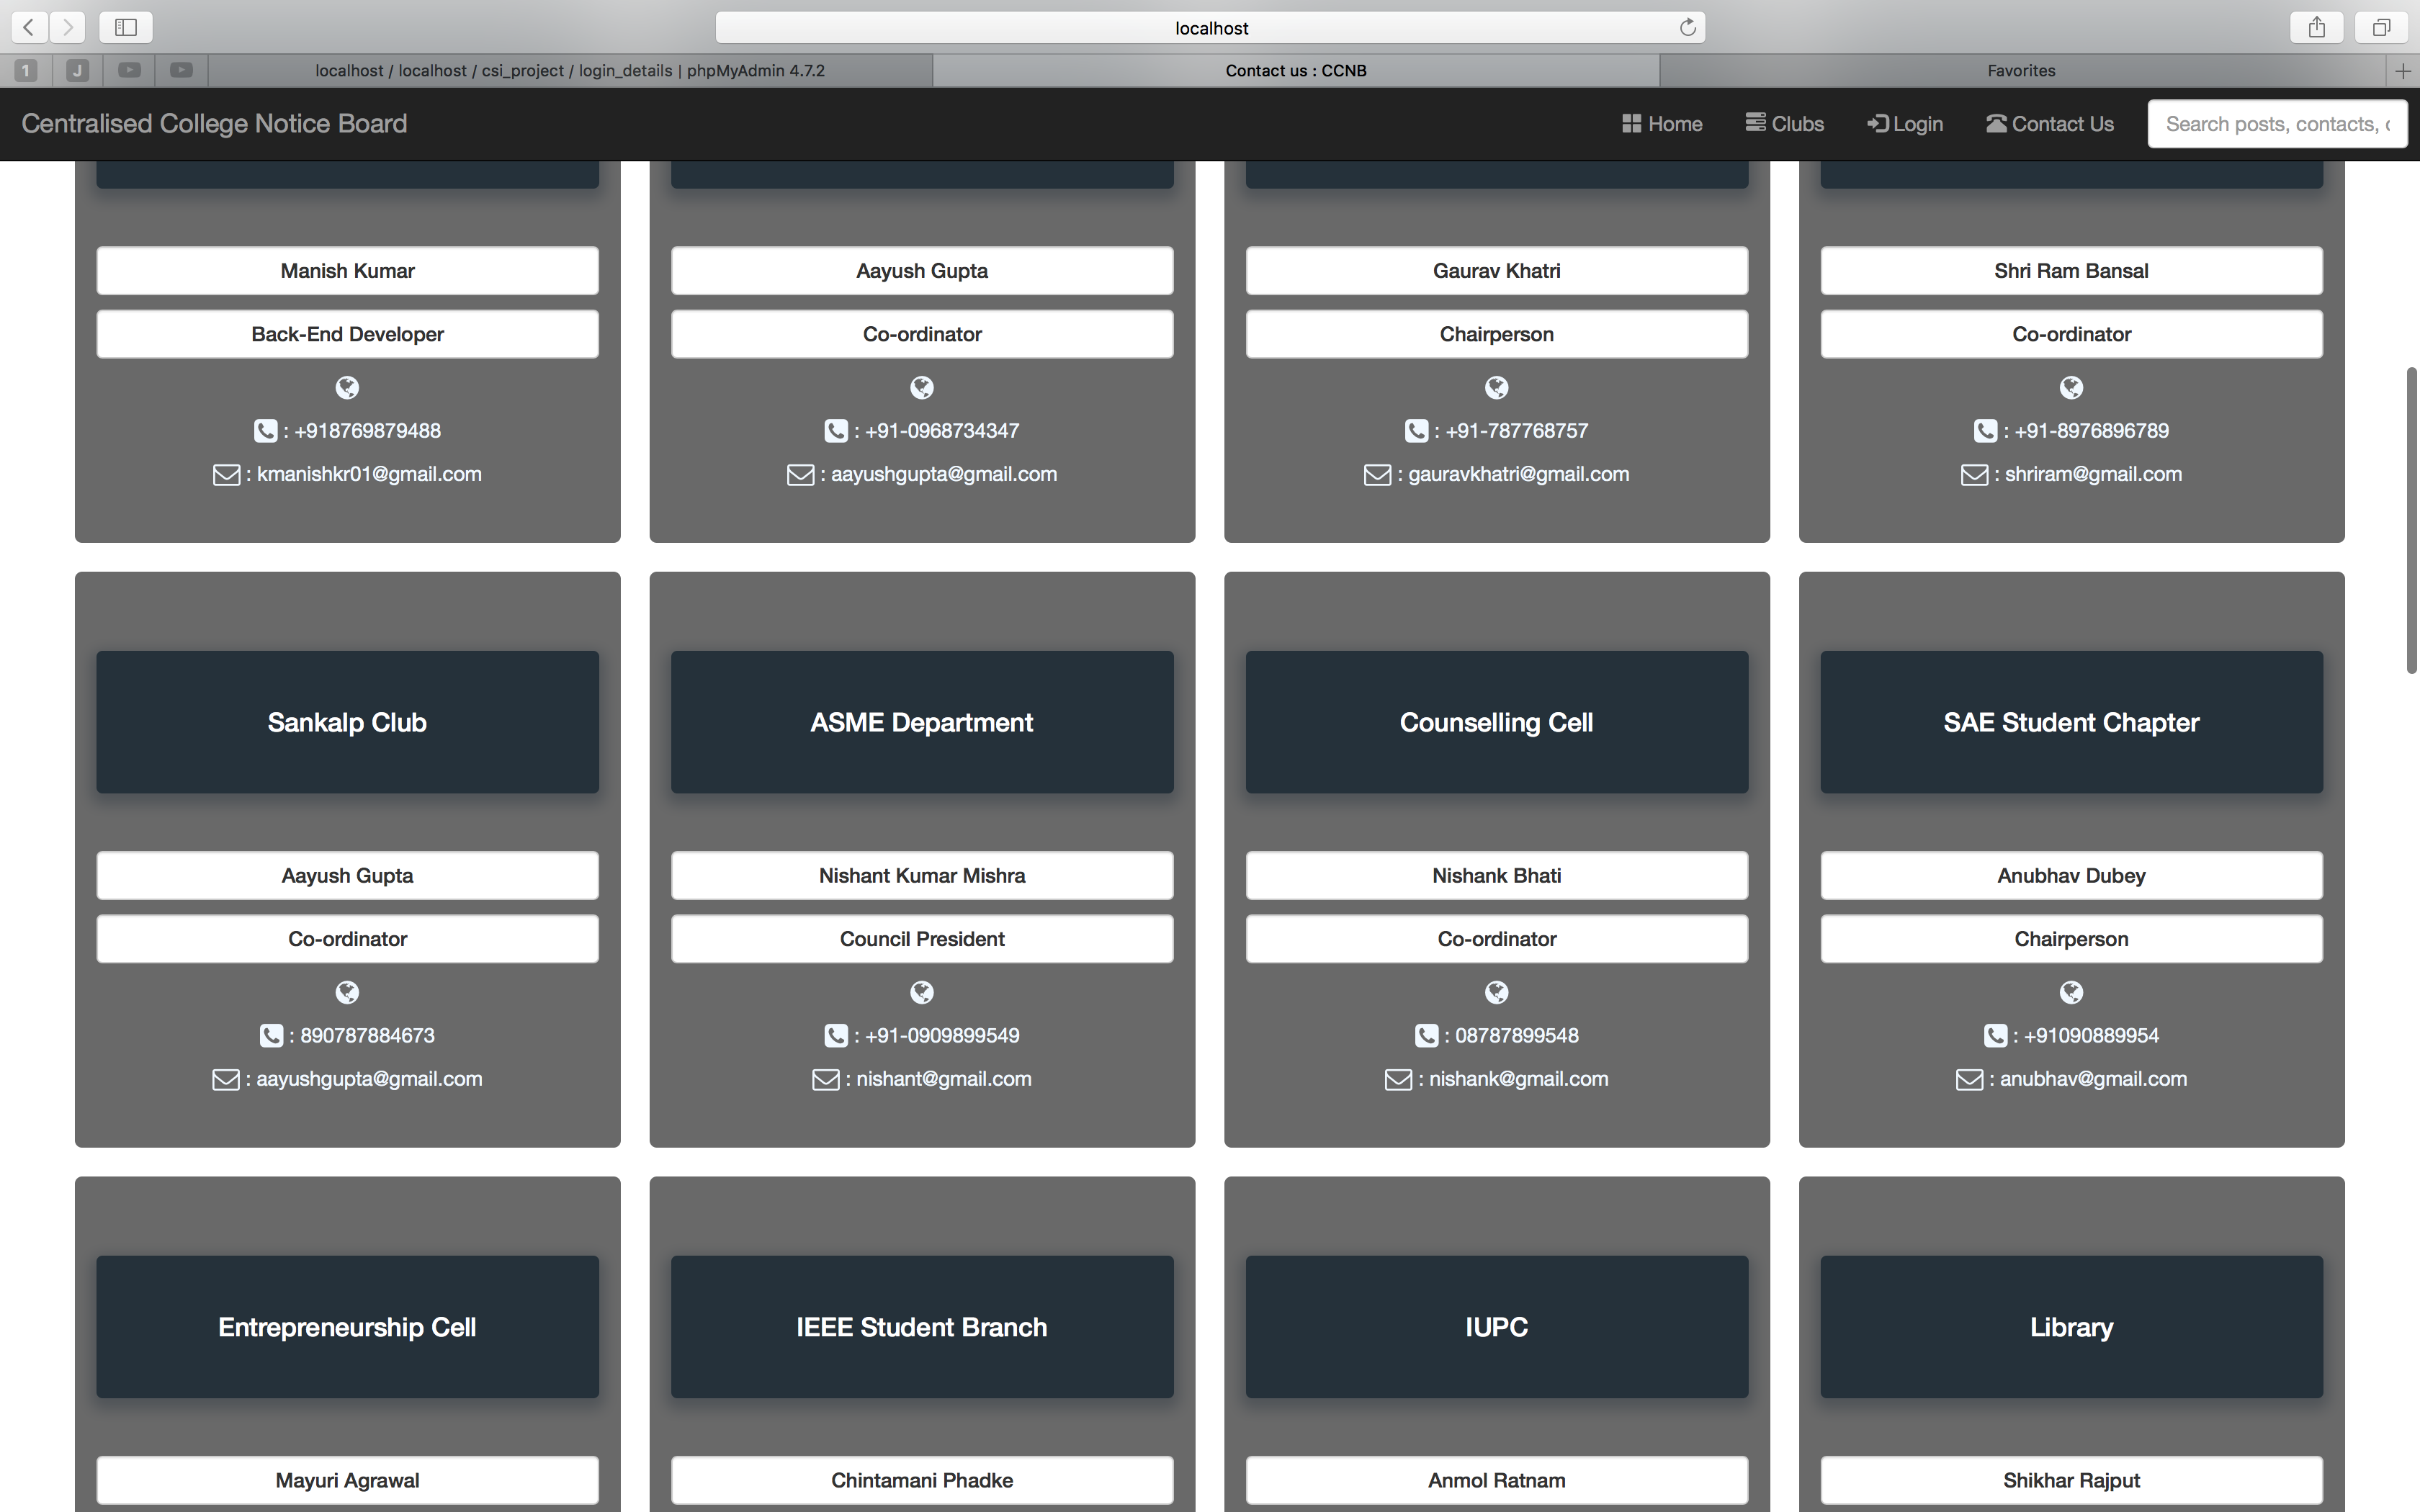 localhost
1
J
localhost / localhost / csi_project / login_details | phpMyAdmin 4.7.2
Contact us : CCNB
Favorites
Centralised College Notice Board
Home
Clubs
Login
Contact Us
Search posts, contacts,
Manish Kumar
Aayush Gupta
Gaurav Khatri
Shri Ram Bansal
Back-End Developer
Co-ordinator
Chairperson
Co-ordinator
: +918769879488
: +91-0968734347
: +91-787768757
: +91-8976896789
: kmanishkr01@gmail.com
: aayushgupta@gmail.com
: gauravkhatri@gmail.com
: shriram@gmail.com
Sankalp Club
ASME Department
Counselling Cell
SAE Student Chapter
Aayush Gupta
Nishant Kumar Mishra
Nishank Bhati
Anubhav Dubey
Co-ordinator
Council President
Co-ordinator
Chairperson
: 890787884673
: +91-0909899549
: 08787899548
: +91090889954
: aayushgupta@gmail.com
: nishant@gmail.com
: nishank@gmail.com
: anubhav@gmail.com
Entrepreneurship Cell
IEEE Student Branch
IUPC
Library
Mayuri Agrawal
Chintamani Phadke
Anmol Ratnam
Shikhar Rajput